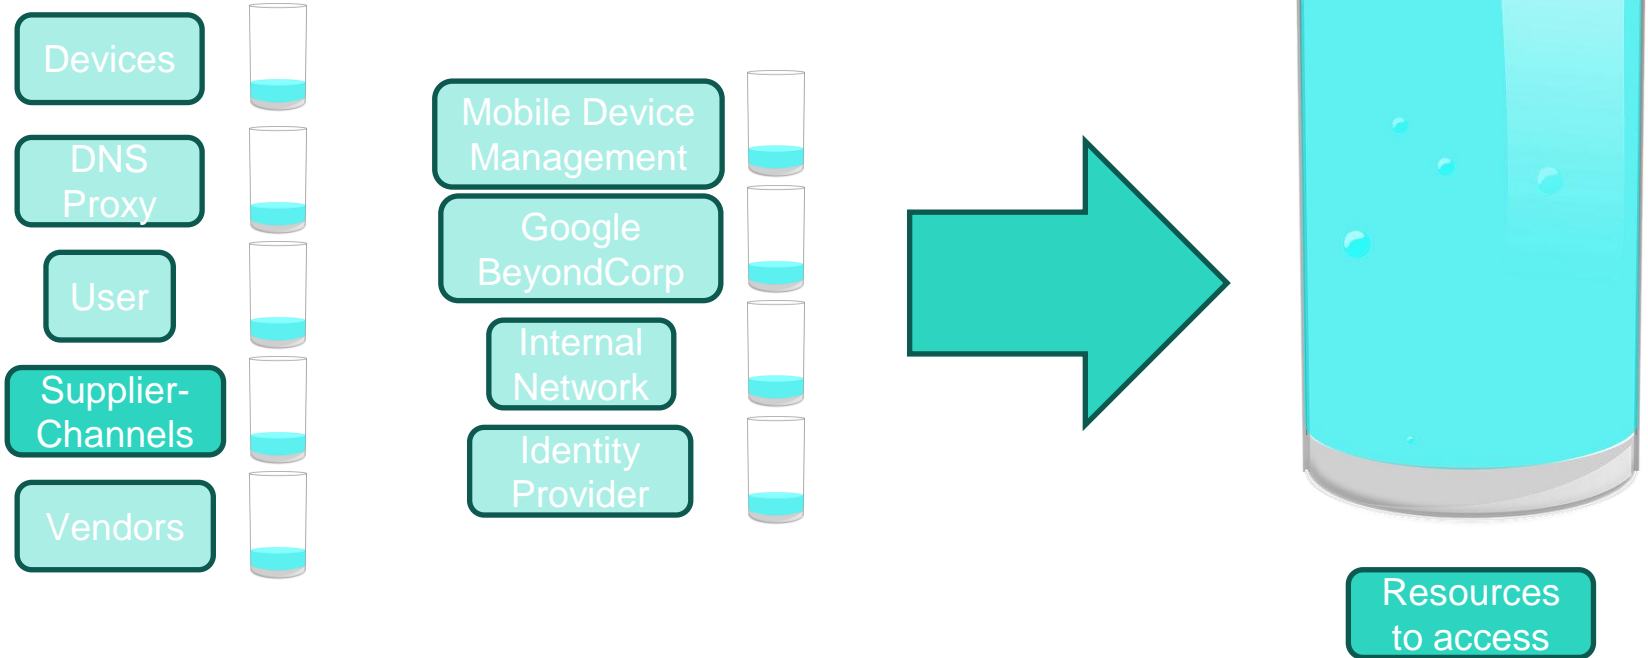 Devices
DNS
Proxy
User
Supplier-
Channels
Vendors
Mobile Device
Management
Google
BeyondCorp
Internal
Network
Identity
Provider
Resources
to access